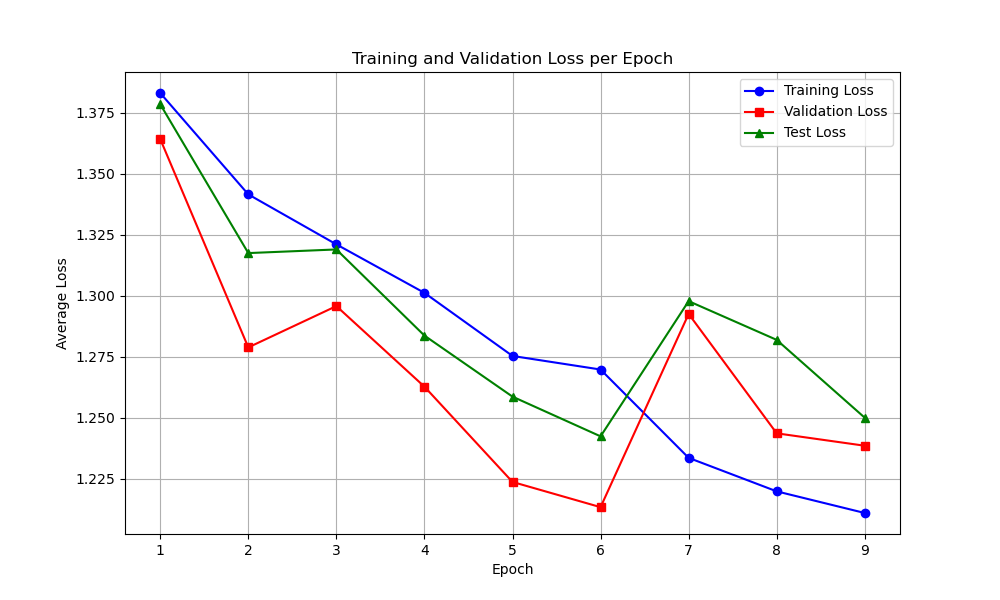 Training and Validation Loss per Epoch
Training Loss
Validation Loss
Test Loss
Average Loss
1.375
1.350
1.325
1.300
1.275
1.250
1.225
1 2 3 4 5 6 7 8 9
Epoch